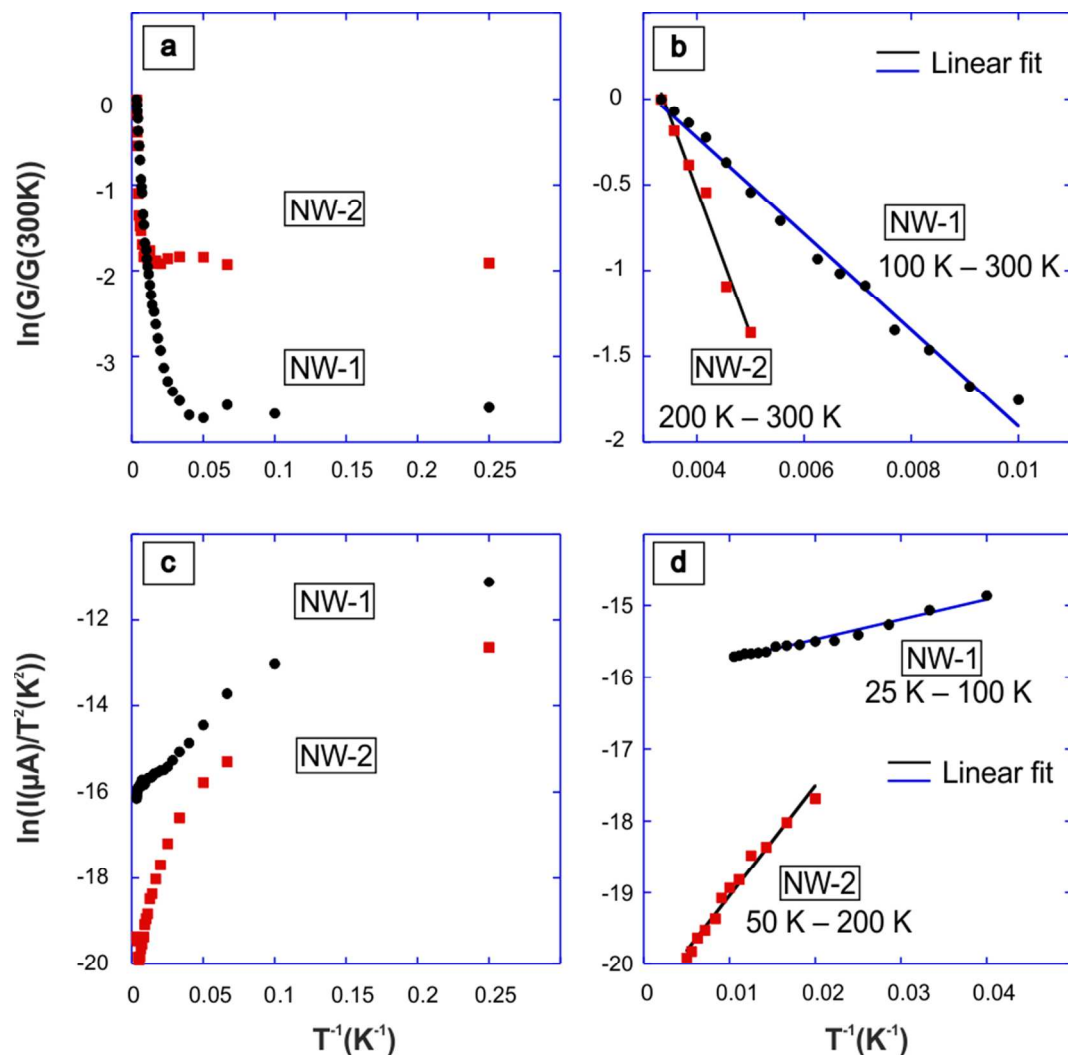 a
ln(G/G(300K))
0
-1
-2
-3
NW-2
NW-1
0 0.05 0.1 0.15 0.2 0.25
b
Linear fit
0
-0.5
-1
-1.5
-2
NW-1
100 K – 300 K
NW-2
200 K – 300 K
0.004 0.006 0.008 0.01
c
ln(I(μA)/T²(K²)
-12
-14
-16
-18
-20
NW-1
NW-2
0 0.05 0.1 0.15 0.2 0.25
T⁻¹(K⁻¹)
d
-15
-16
-17
-18
-19
-20
NW-1
25 K – 100 K
Linear fit
NW-2
50 K – 200 K
0 0.01 0.02 0.03 0.04
T⁻¹(K⁻¹)